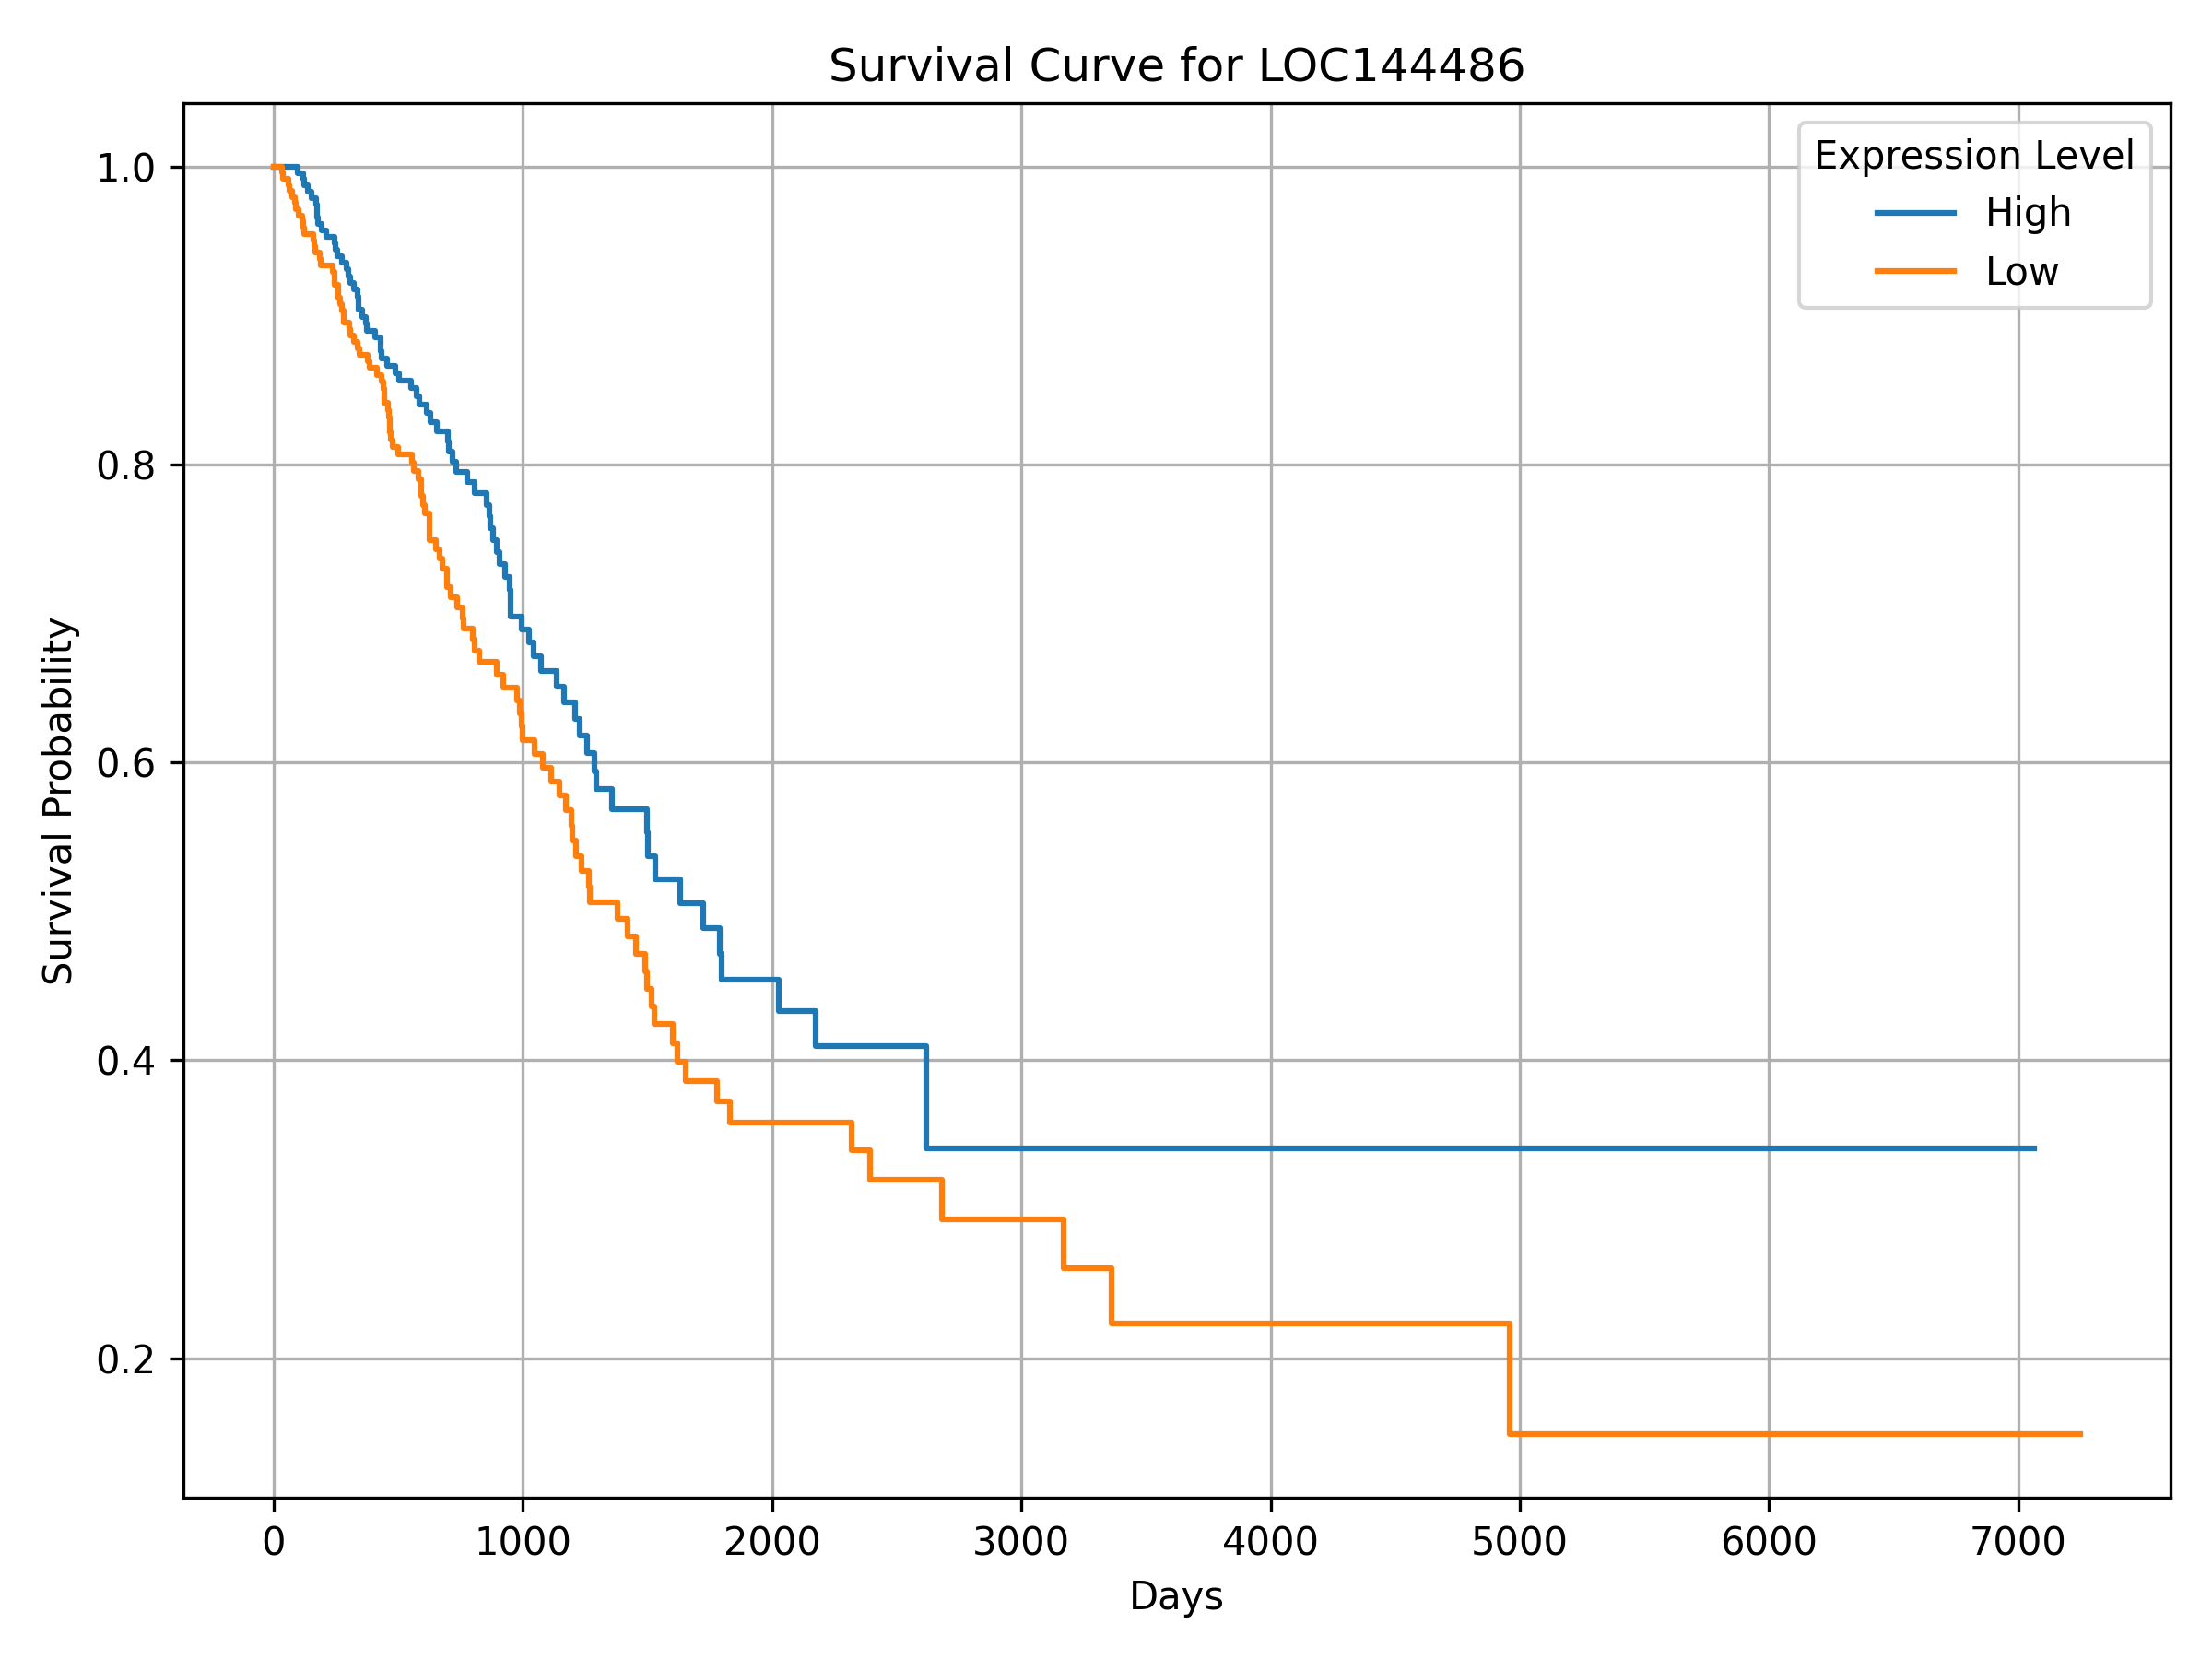 Survival Curve for LOC144486
Expression Level
High
Low
1.0
0.8
0.6
0.4
0.2
Survival Probability
0 1000 2000 3000 4000 5000 6000 7000
Days